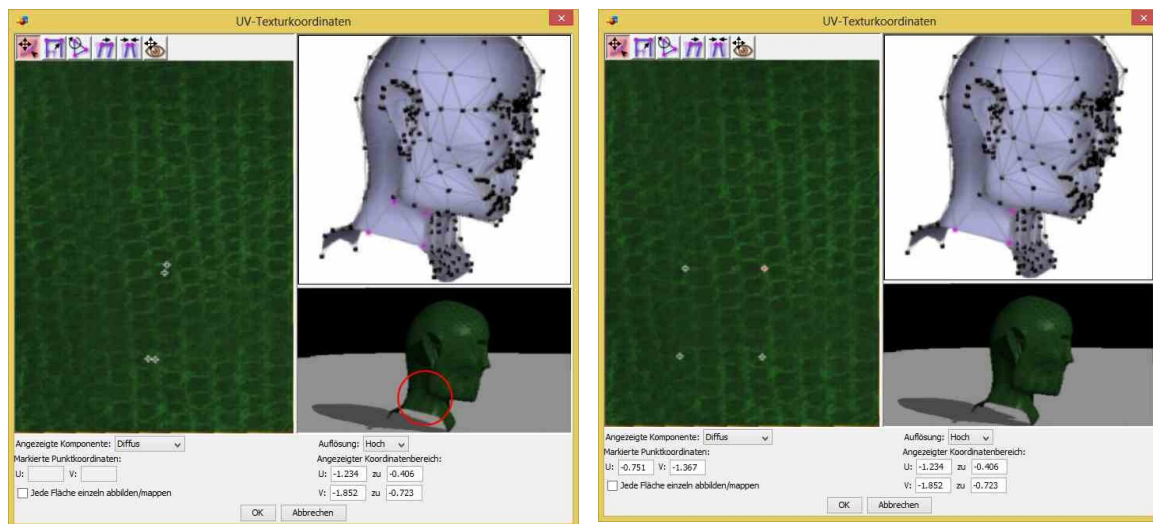 UV-Texturkoordinaten
Angezeigte Komponente: Diffus
Markierte Punktkoordinaten:
U: V:
Jede Fläche einzeln abbilden/mappen
Auflösung: Hoch
Angezeigter Koordinatenbereich:
U: -1.234 zu -0.406
V: -1.852 zu -0.723
OK Abbrechen
UV-Texturkoordinaten
Angezeigte Komponente: Diffus
Markierte Punktkoordinaten:
U: -0.751 V: -1.367
Jede Fläche einzeln abbilden/mappen
Auflösung: Hoch
Angezeigter Koordinatenbereich:
U: -1.234 zu -0.406
V: -1.852 zu -0.723
OK Abbrechen